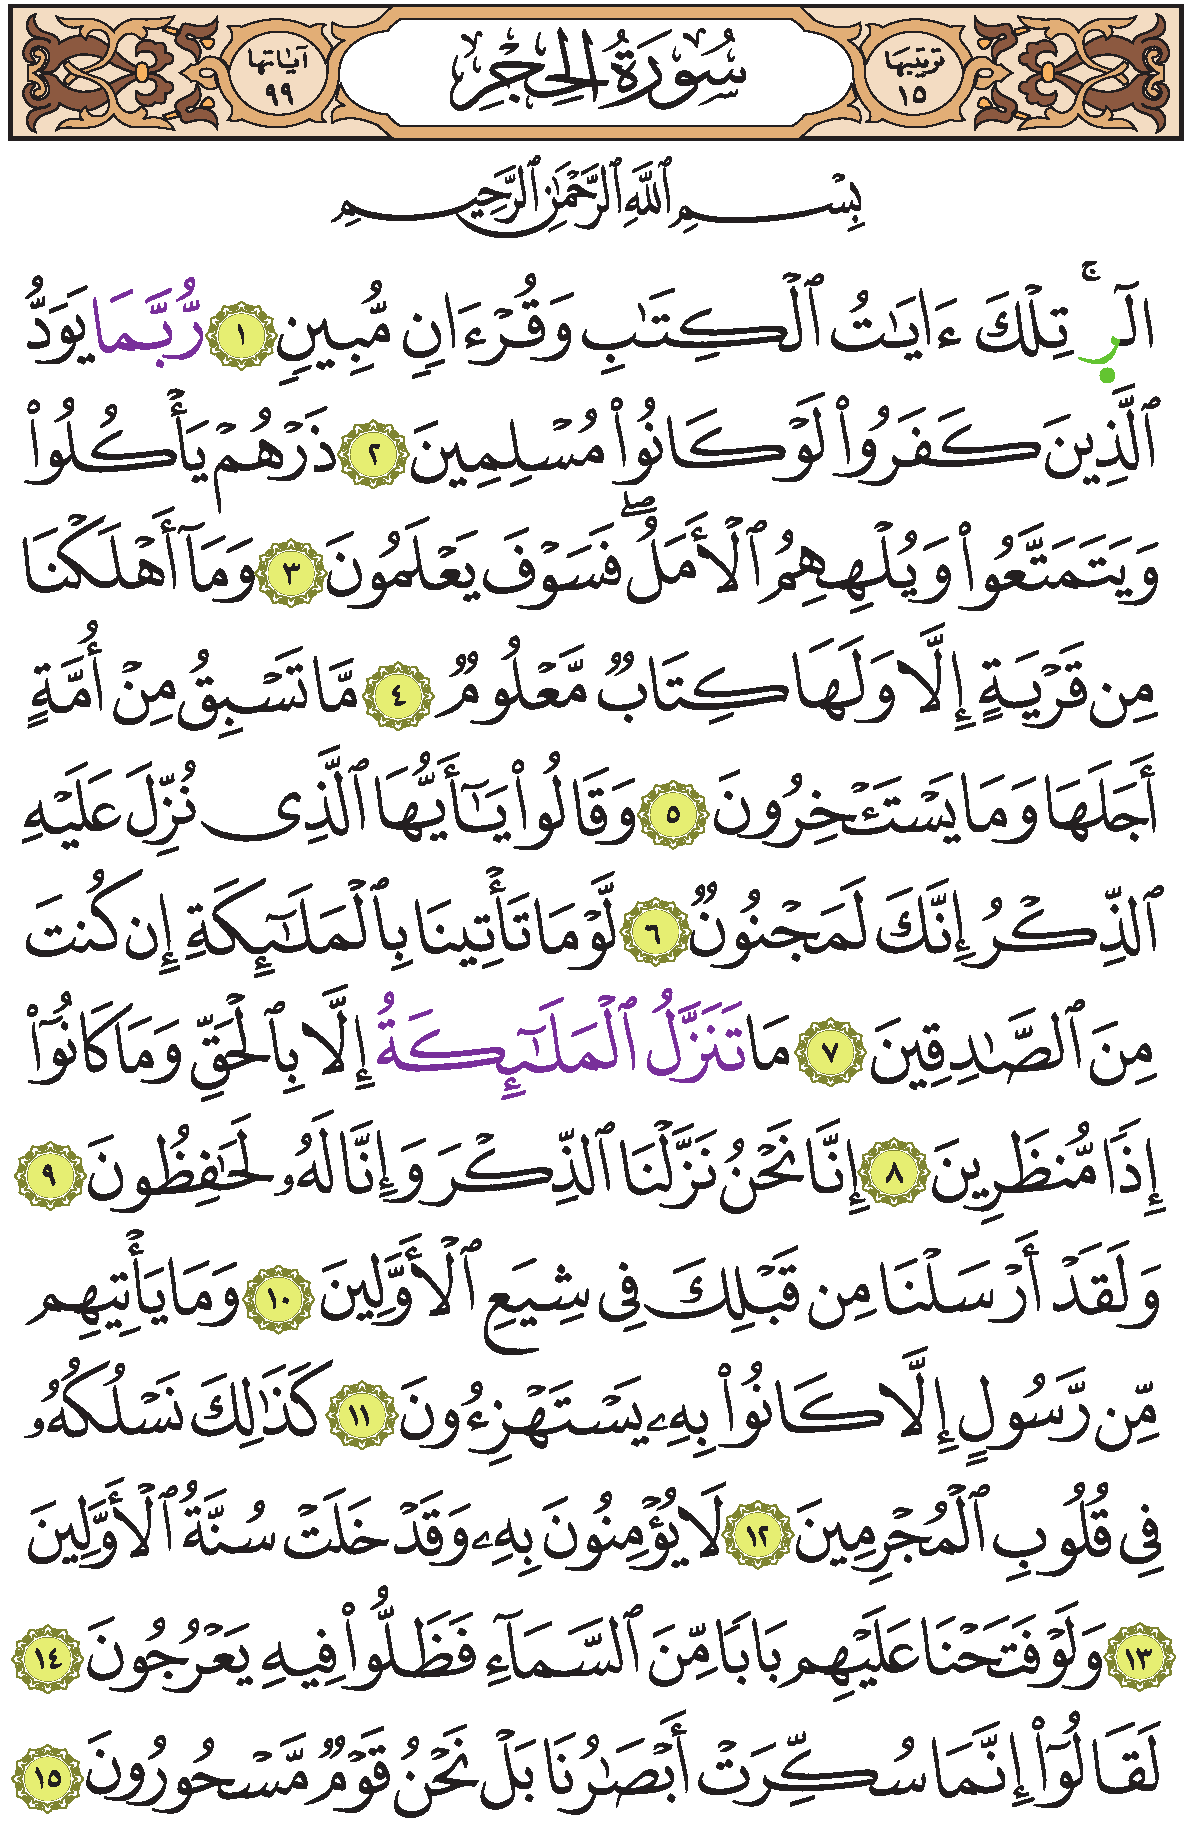 ترتيبها ١٥ سُورَةُ الحِجْرِ آياتها ٩٩
بِسْمِ ٱللَّهِ ٱلرَّحْمَٰنِ ٱلرَّحِيمِ
الٓرۚ تِلْكَ ءَايَٰتُ ٱلْكِتَٰبِ وَقُرْءَانٍ مُّبِينٍ ١ رُّبَّمَا يَوَدُّ
ٱلَّذِينَ كَفَرُوا۟ لَوْ كَانُوا۟ مُسْلِمِينَ ٢ ذَرْهُمْ يَأْكُلُوا۟
وَيَتَمَتَّعُوا۟ وَيُلْهِهِمُ ٱلْأَمَلُۖ فَسَوْفَ يَعْلَمُونَ ٣ وَمَآ أَهْلَكْنَا
مِن قَرْيَةٍ إِلَّا وَلَهَا كِتَابٌ مَّعْلُومٌ ٤ مَّا تَسْبِقُ مِنْ أُمَّةٍ
أَجَلَهَا وَمَا يَسْتَـْٔخِرُونَ ٥ وَقَالُوا۟ يَٰٓأَيُّهَا ٱلَّذِى نُزِّلَ عَلَيْهِ
ٱلذِّكْرُ إِنَّكَ لَمَجْنُونٌ ٦ لَّوْ مَا تَأْتِينَا بِٱلْمَلَٰٓئِكَةِ إِن كُنتَ
مِنَ ٱلصَّٰدِقِينَ ٧ مَا تَنَزَّلُ ٱلْمَلَٰٓئِكَةُ إِلَّا بِٱلْحَقِّ وَمَا كَانُوٓا۟
إِذًا مُّنظَرِينَ ٨ إِنَّا نَحْنُ نَزَّلْنَا ٱلذِّكْرَ وَإِنَّا لَهُۥ لَحَٰفِظُونَ ٩
وَلَقَدْ أَرْسَلْنَا مِن قَبْلِكَ فِى شِيَعِ ٱلْأَوَّلِينَ ١٠ وَمَا يَأْتِيهِم
مِّن رَّسُولٍ إِلَّا كَانُوا۟ بِهِۦ يَسْتَهْزِءُونَ ١١ كَذَٰلِكَ نَسْلُكُهُۥ
فِى قُلُوبِ ٱلْمُجْرِمِينَ ١٢ لَا يُؤْمِنُونَ بِهِۦ وَقَدْ خَلَتْ سُنَّةُ ٱلْأَوَّلِينَ
١٣ وَلَوْ فَتَحْنَا عَلَيْهِم بَابًا مِّنَ ٱلسَّمَآءِ فَظَلُّوا۟ فِيهِ يَعْرُجُونَ ١٤
لَقَالُوٓا۟ إِنَّمَا سُكِّرَتْ أَبْصَٰرُنَا بَلْ نَحْنُ قَوْمٌ مَّسْحُورُونَ ١٥